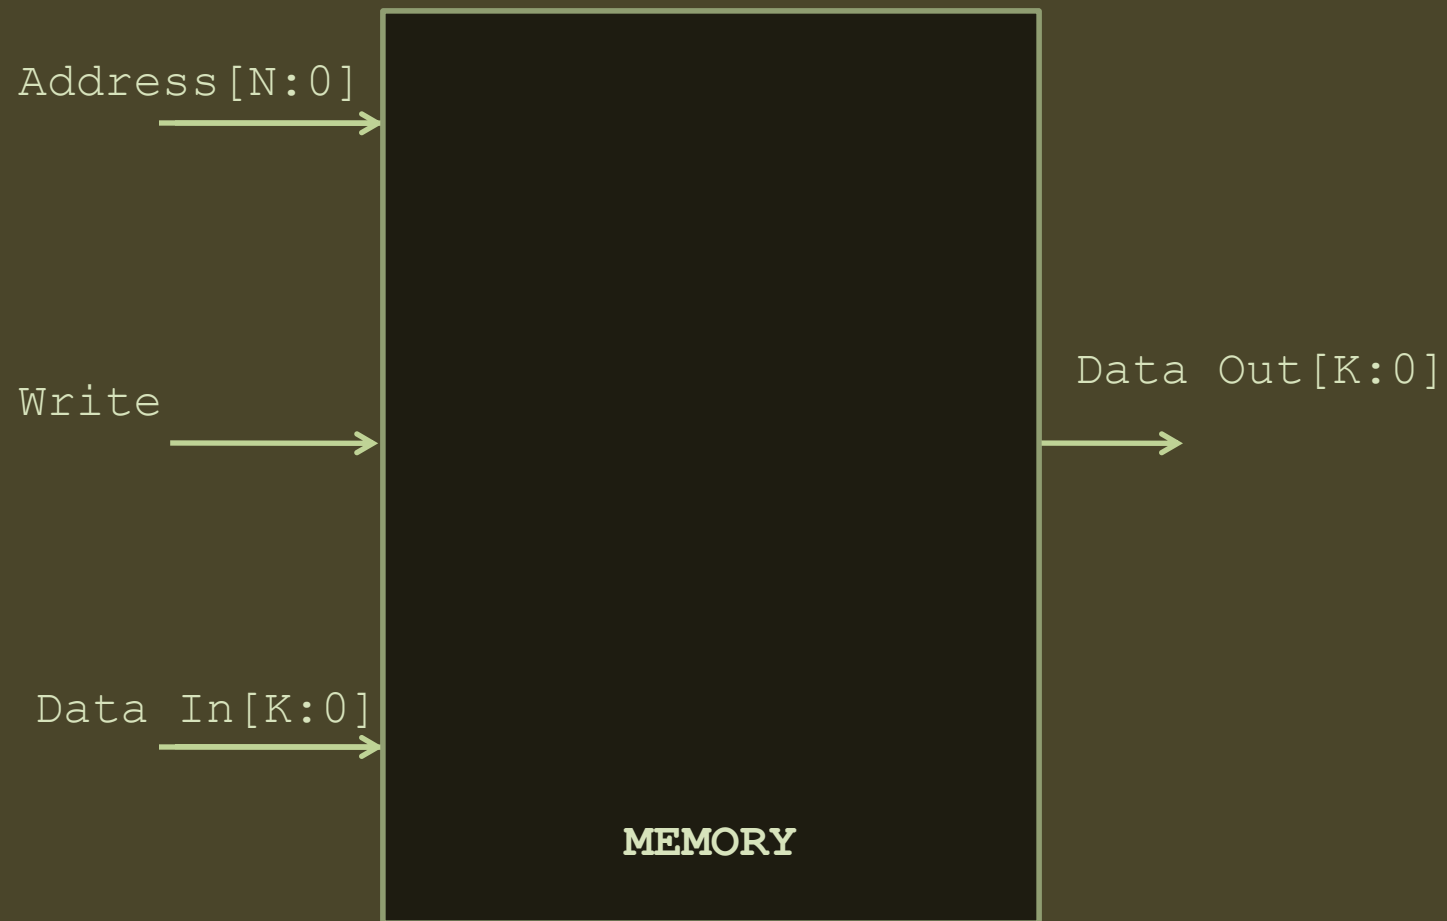 Address[N:0]
Write
Data Out[K:0]
Data In[K:0]
MEMORY